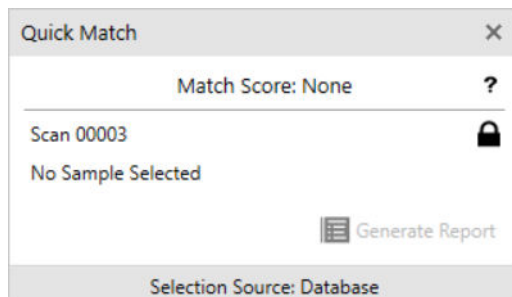 Quick Match ×
Match Score: None ?
Scan 00003
No Sample Selected
Generate Report
Selection Source: Database